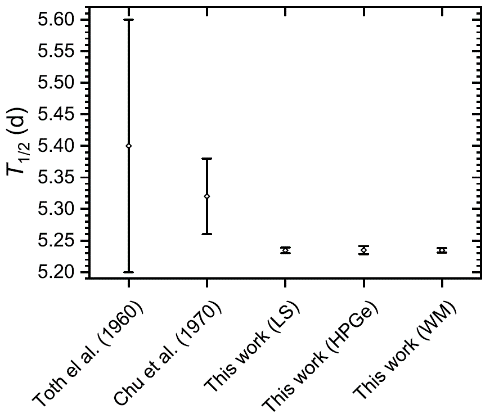 T1/2 (d)
5.60
5.55
5.50
5.45
5.40
5.35
5.30
5.25
5.20
Toth el al. (1960)
Chu et al. (1970)
This work (LS)
This work (HPGe)
This work (WM)